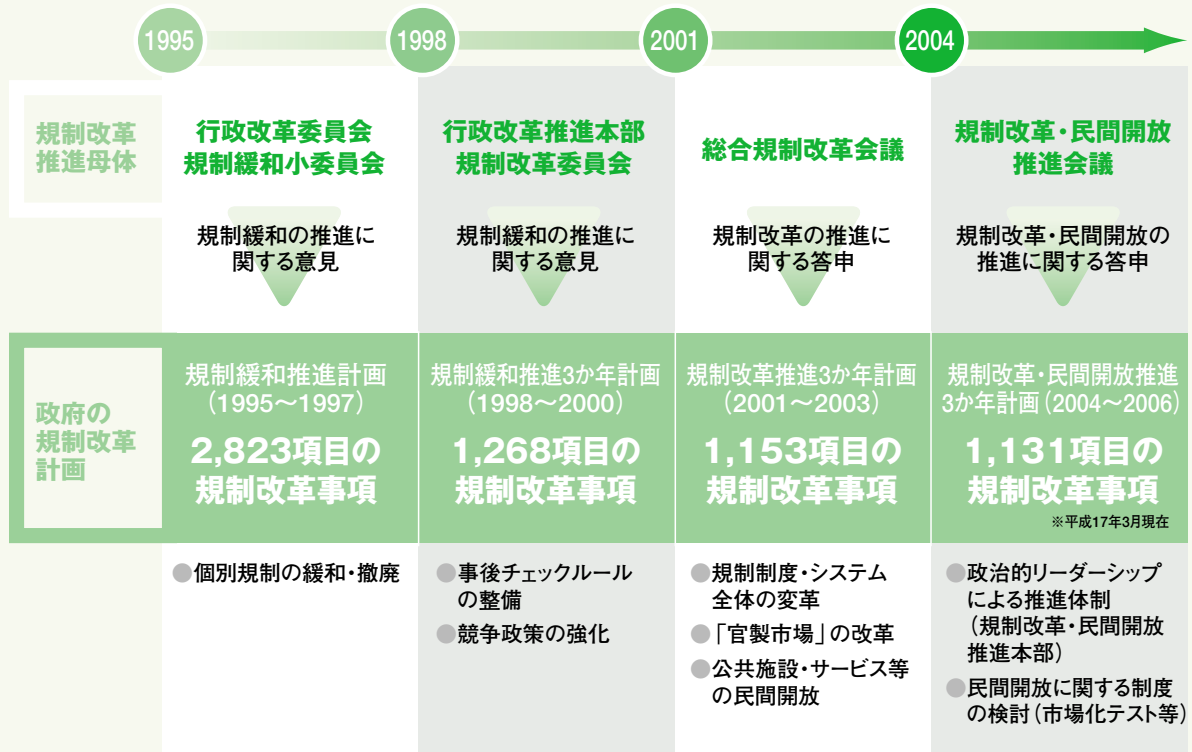 1995
1998
2001
2004
規制改革
推進母体
行政改革委員会
規制緩和小委員会
行政改革推進本部
規制改革委員会
総合規制改革会議
規制改革・民間開放
推進会議
規制緩和の推進に
関する意見
規制緩和の推進に
関する意見
規制改革の推進に
関する答申
規制改革・民間開放の
推進に関する答申
政府の
規制改革
計画
規制緩和推進計画
（1995～1997）
2,823項目の
規制改革事項
規制緩和推進3か年計画
（1998～2000）
1,268項目の
規制改革事項
規制改革推進3か年計画
（2001～2003）
1,153項目の
規制改革事項
規制改革・民間開放推進
3か年計画（2004～2006）
1,131項目の
規制改革事項
※平成17年3月現在
●個別規制の緩和・撤廃
●事後チェックルール
の整備
●競争政策の強化
●規制制度・システム
全体の変革
●「官製市場」の改革
●公共施設・サービス等
の民間開放
●政治的リーダーシップ
による推進体制
（規制改革・民間開放
推進本部）
●民間開放に関する制度
の検討（市場化テスト等）